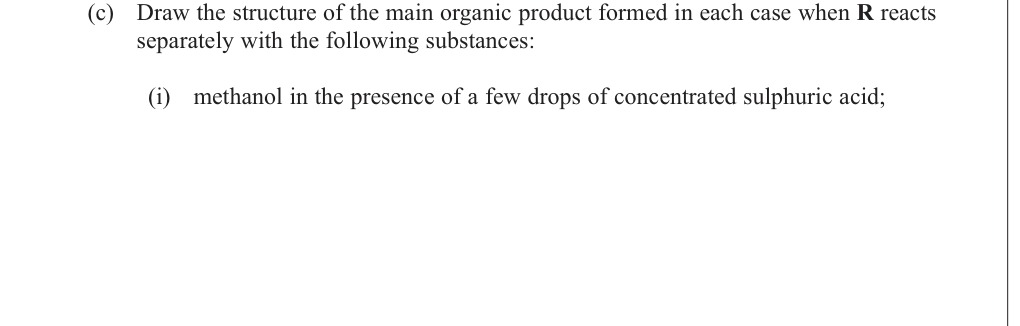 (c) Draw the structure of the main organic product formed in each case when R reacts
separately with the following substances:
(i) methanol in the presence of a few drops of concentrated sulphuric acid;